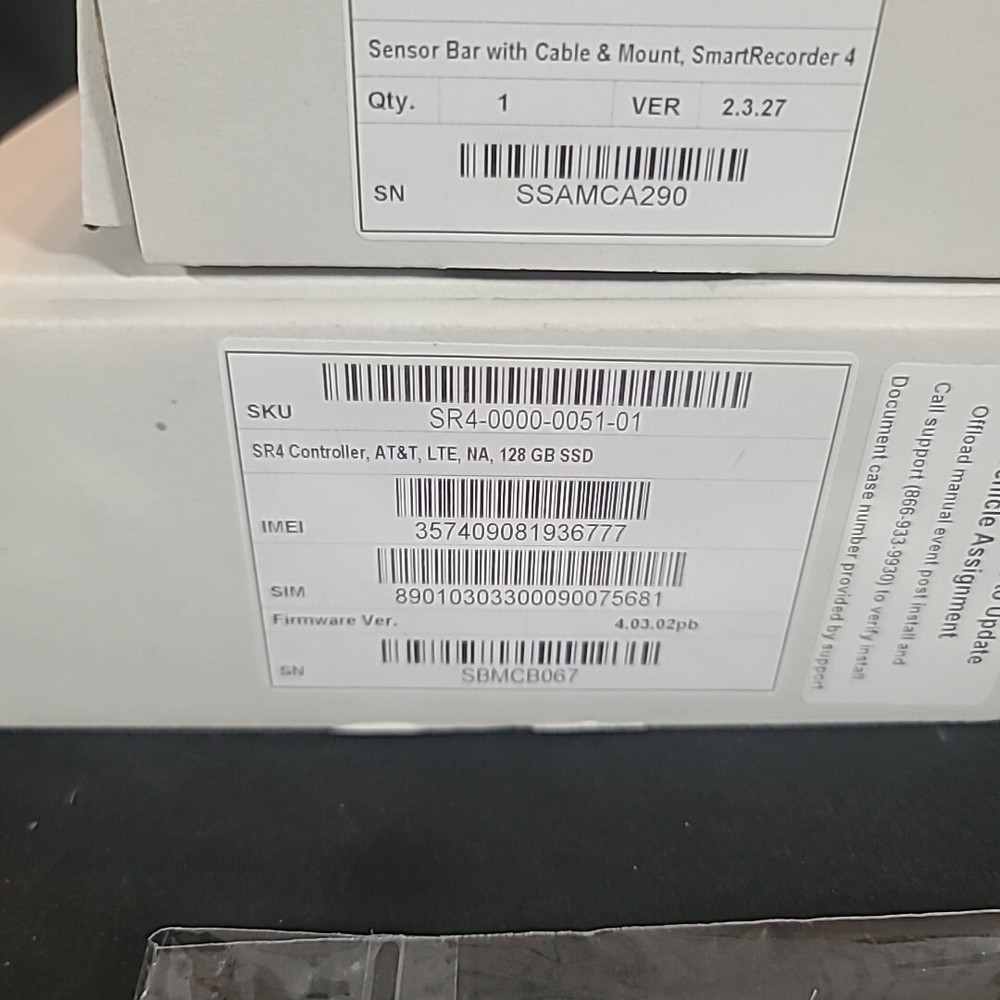 Sensor Bar with Cable & Mount, SmartRecorder 4
Qty. 1 VER 2.3.27
SN SSAMCA290
SKU SR4-0000-0051-01
SR4 Controller, AT&T, LTE, NA, 128 GB SSD
IMEI 357409081936777
SIM 89010303300090075681
Firmware Ver. 4.03.02pb
SN SBMCB067
to Update
Vehicle Assignment
Offload manual event post install and
Call support (866-933-9930) to verify install
Document case number provided by support